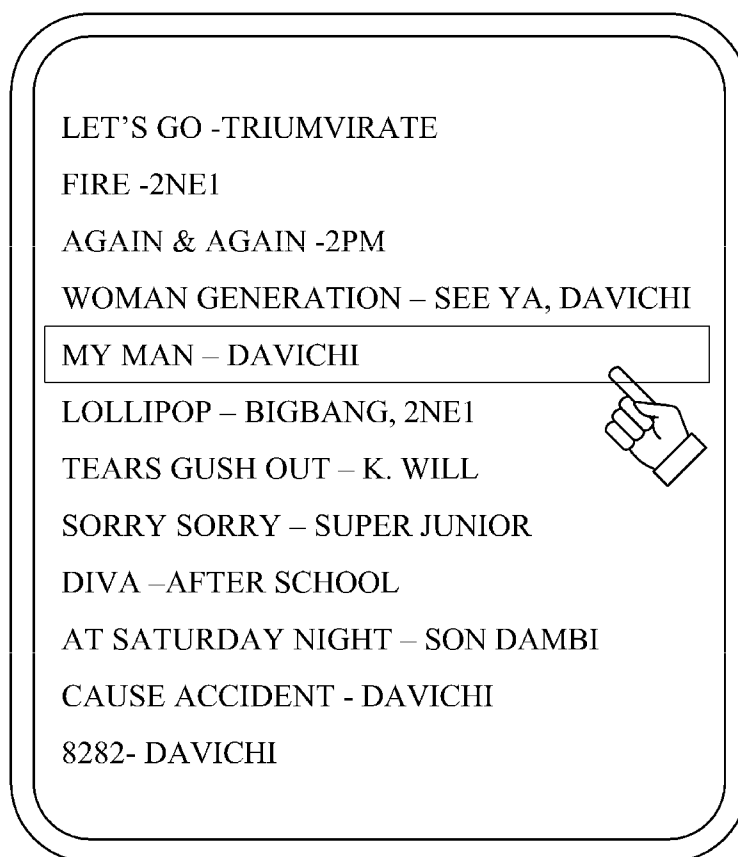 LET’S GO -TRIUMVIRATE
FIRE -2NE1
AGAIN & AGAIN -2PM
WOMAN GENERATION – SEE YA, DAVICHI
MY MAN – DAVICHI
LOLLIPOP – BIGBANG, 2NE1
TEARS GUSH OUT – K. WILL
SORRY SORRY – SUPER JUNIOR
DIVA –AFTER SCHOOL
AT SATURDAY NIGHT – SON DAMBI
CAUSE ACCIDENT - DAVICHI
8282- DAVICHI